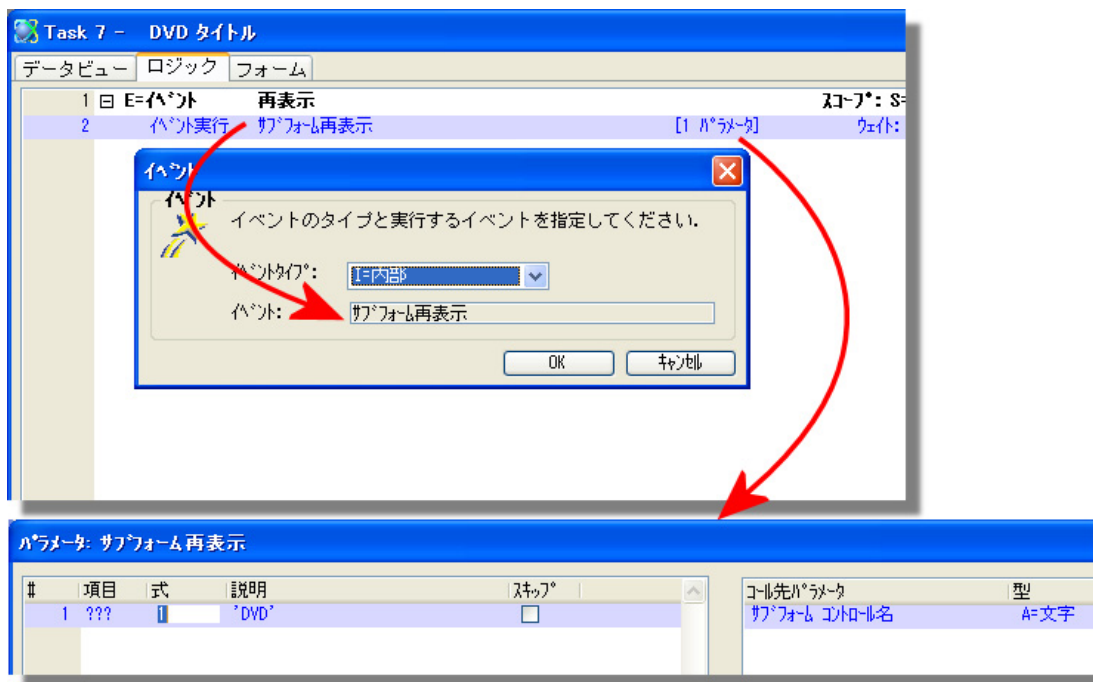 Task 7 - DVD タイトル
データビュー ロジック フォーム
1 E=イベント 再表示 スコープ: S=
2 イベント実行 サブフォーム再表示 [1 パラメータ] ウェイト:
イベント
イベント
イベントのタイプと実行するイベントを指定してください.
イベントタイプ: I=内部
イベント: サブフォーム再表示
OK キャンセル
パラメータ: サブフォーム再表示
# 項目 式 説明 スキップ コール先パラメータ 型
1 ??? 1 'DVD' サブフォーム コントロール名 A=文字